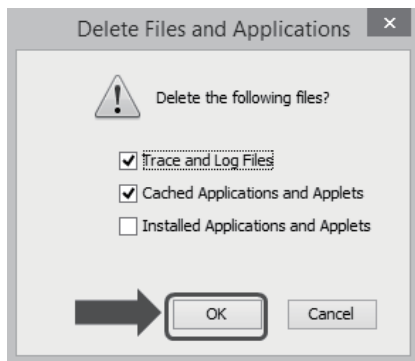 Delete Files and Applications
Delete the following files?
Trace and Log Files
Cached Applications and Applets
Installed Applications and Applets
OK Cancel